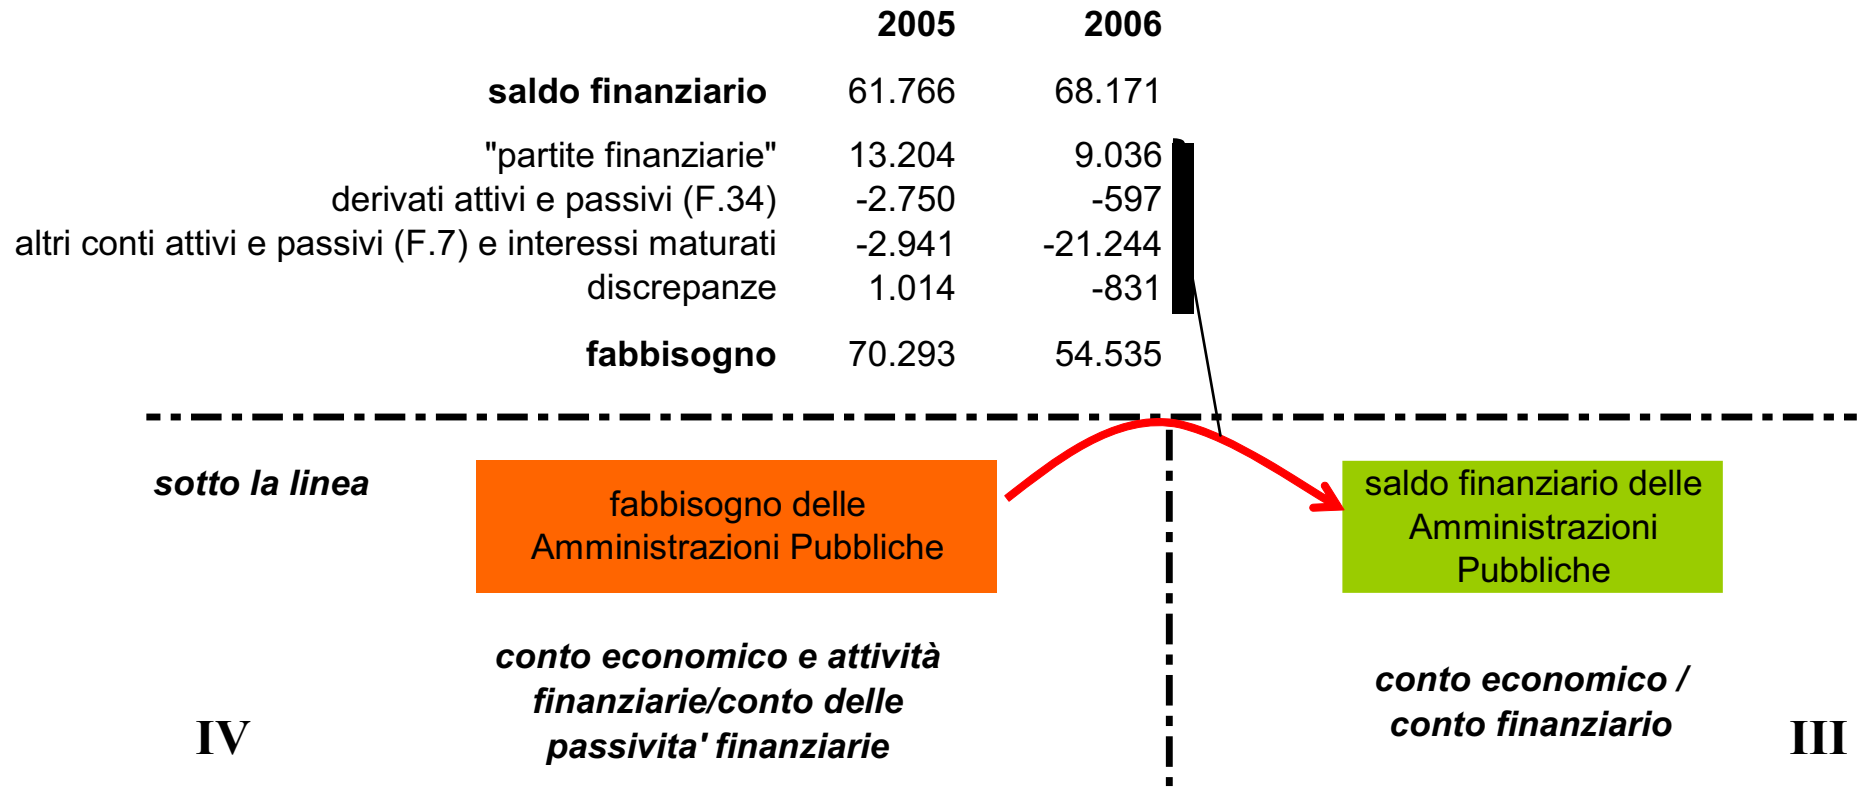 2005 2006
saldo finanziario 61.766 68.171
"partite finanziarie" 13.204 9.036
derivati attivi e passivi (F.34) -2.750 -597
altri conti attivi e passivi (F.7) e interessi maturati -2.941 -21.244
discrepanze 1.014 -831
fabbisogno 70.293 54.535
sotto la linea
fabbisogno delle
Amministrazioni Pubbliche
saldo finanziario delle
Amministrazioni
Pubbliche
conto economico e attività
finanziarie/conto delle
passivita' finanziarie
conto economico /
conto finanziario
IV
III